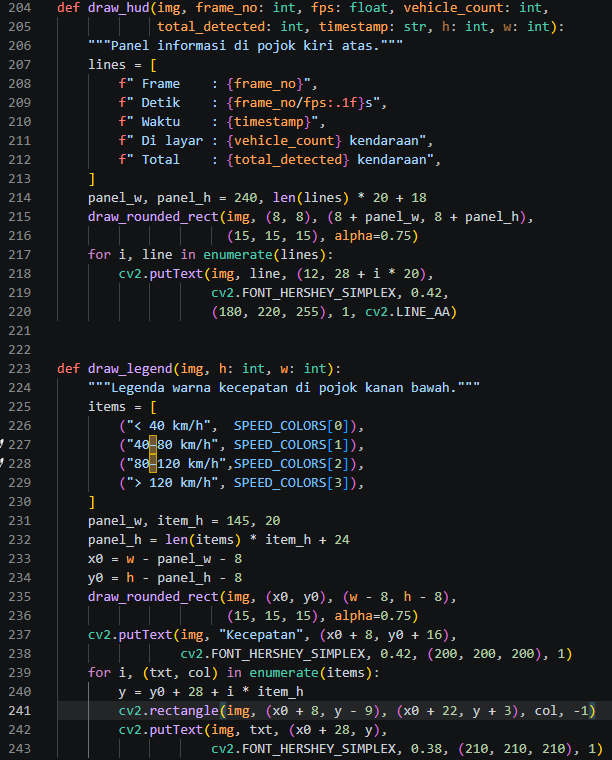 204 def draw_hud(img, frame_no: int, fps: float, vehicle_count: int,
205              total_detected: int, timestamp: str, h: int, w: int):
206     """Panel informasi di pojok kiri atas."""
207     lines = [
208         f" Frame    : {frame_no}",
209         f" Detik    : {frame_no/fps:.1f}s",
210         f" Waktu    : {timestamp}",
211         f" Di layar : {vehicle_count} kendaraan",
212         f" Total    : {total_detected} kendaraan",
213     ]
214     panel_w, panel_h = 240, len(lines) * 20 + 18
215     draw_rounded_rect(img, (8, 8), (8 + panel_w, 8 + panel_h),
216                       (15, 15, 15), alpha=0.75)
217     for i, line in enumerate(lines):
218         cv2.putText(img, line, (12, 28 + i * 20),
219                     cv2.FONT_HERSHEY_SIMPLEX, 0.42,
220                     (180, 220, 255), 1, cv2.LINE_AA)
221
222
223 def draw_legend(img, h: int, w: int):
224     """Legenda warna kecepatan di pojok kanan bawah."""
225     items = [
226         ("< 40 km/h",  SPEED_COLORS[0]),
227         ("40–80 km/h", SPEED_COLORS[1]),
228         ("80–120 km/h",SPEED_COLORS[2]),
229         ("> 120 km/h", SPEED_COLORS[3]),
230     ]
231     panel_w, item_h = 145, 20
232     panel_h = len(items) * item_h + 24
233     x0 = w - panel_w - 8
234     y0 = h - panel_h - 8
235     draw_rounded_rect(img, (x0, y0), (w - 8, h - 8),
236                       (15, 15, 15), alpha=0.75)
237     cv2.putText(img, "Kecepatan", (x0 + 8, y0 + 16),
238                 cv2.FONT_HERSHEY_SIMPLEX, 0.42, (200, 200, 200), 1)
239     for i, (txt, col) in enumerate(items):
240         y = y0 + 28 + i * item_h
241         cv2.rectangle(img, (x0 + 8, y - 9), (x0 + 22, y + 3), col, -1)
242         cv2.putText(img, txt, (x0 + 28, y),
243                     cv2.FONT_HERSHEY_SIMPLEX, 0.38, (210, 210, 210), 1)